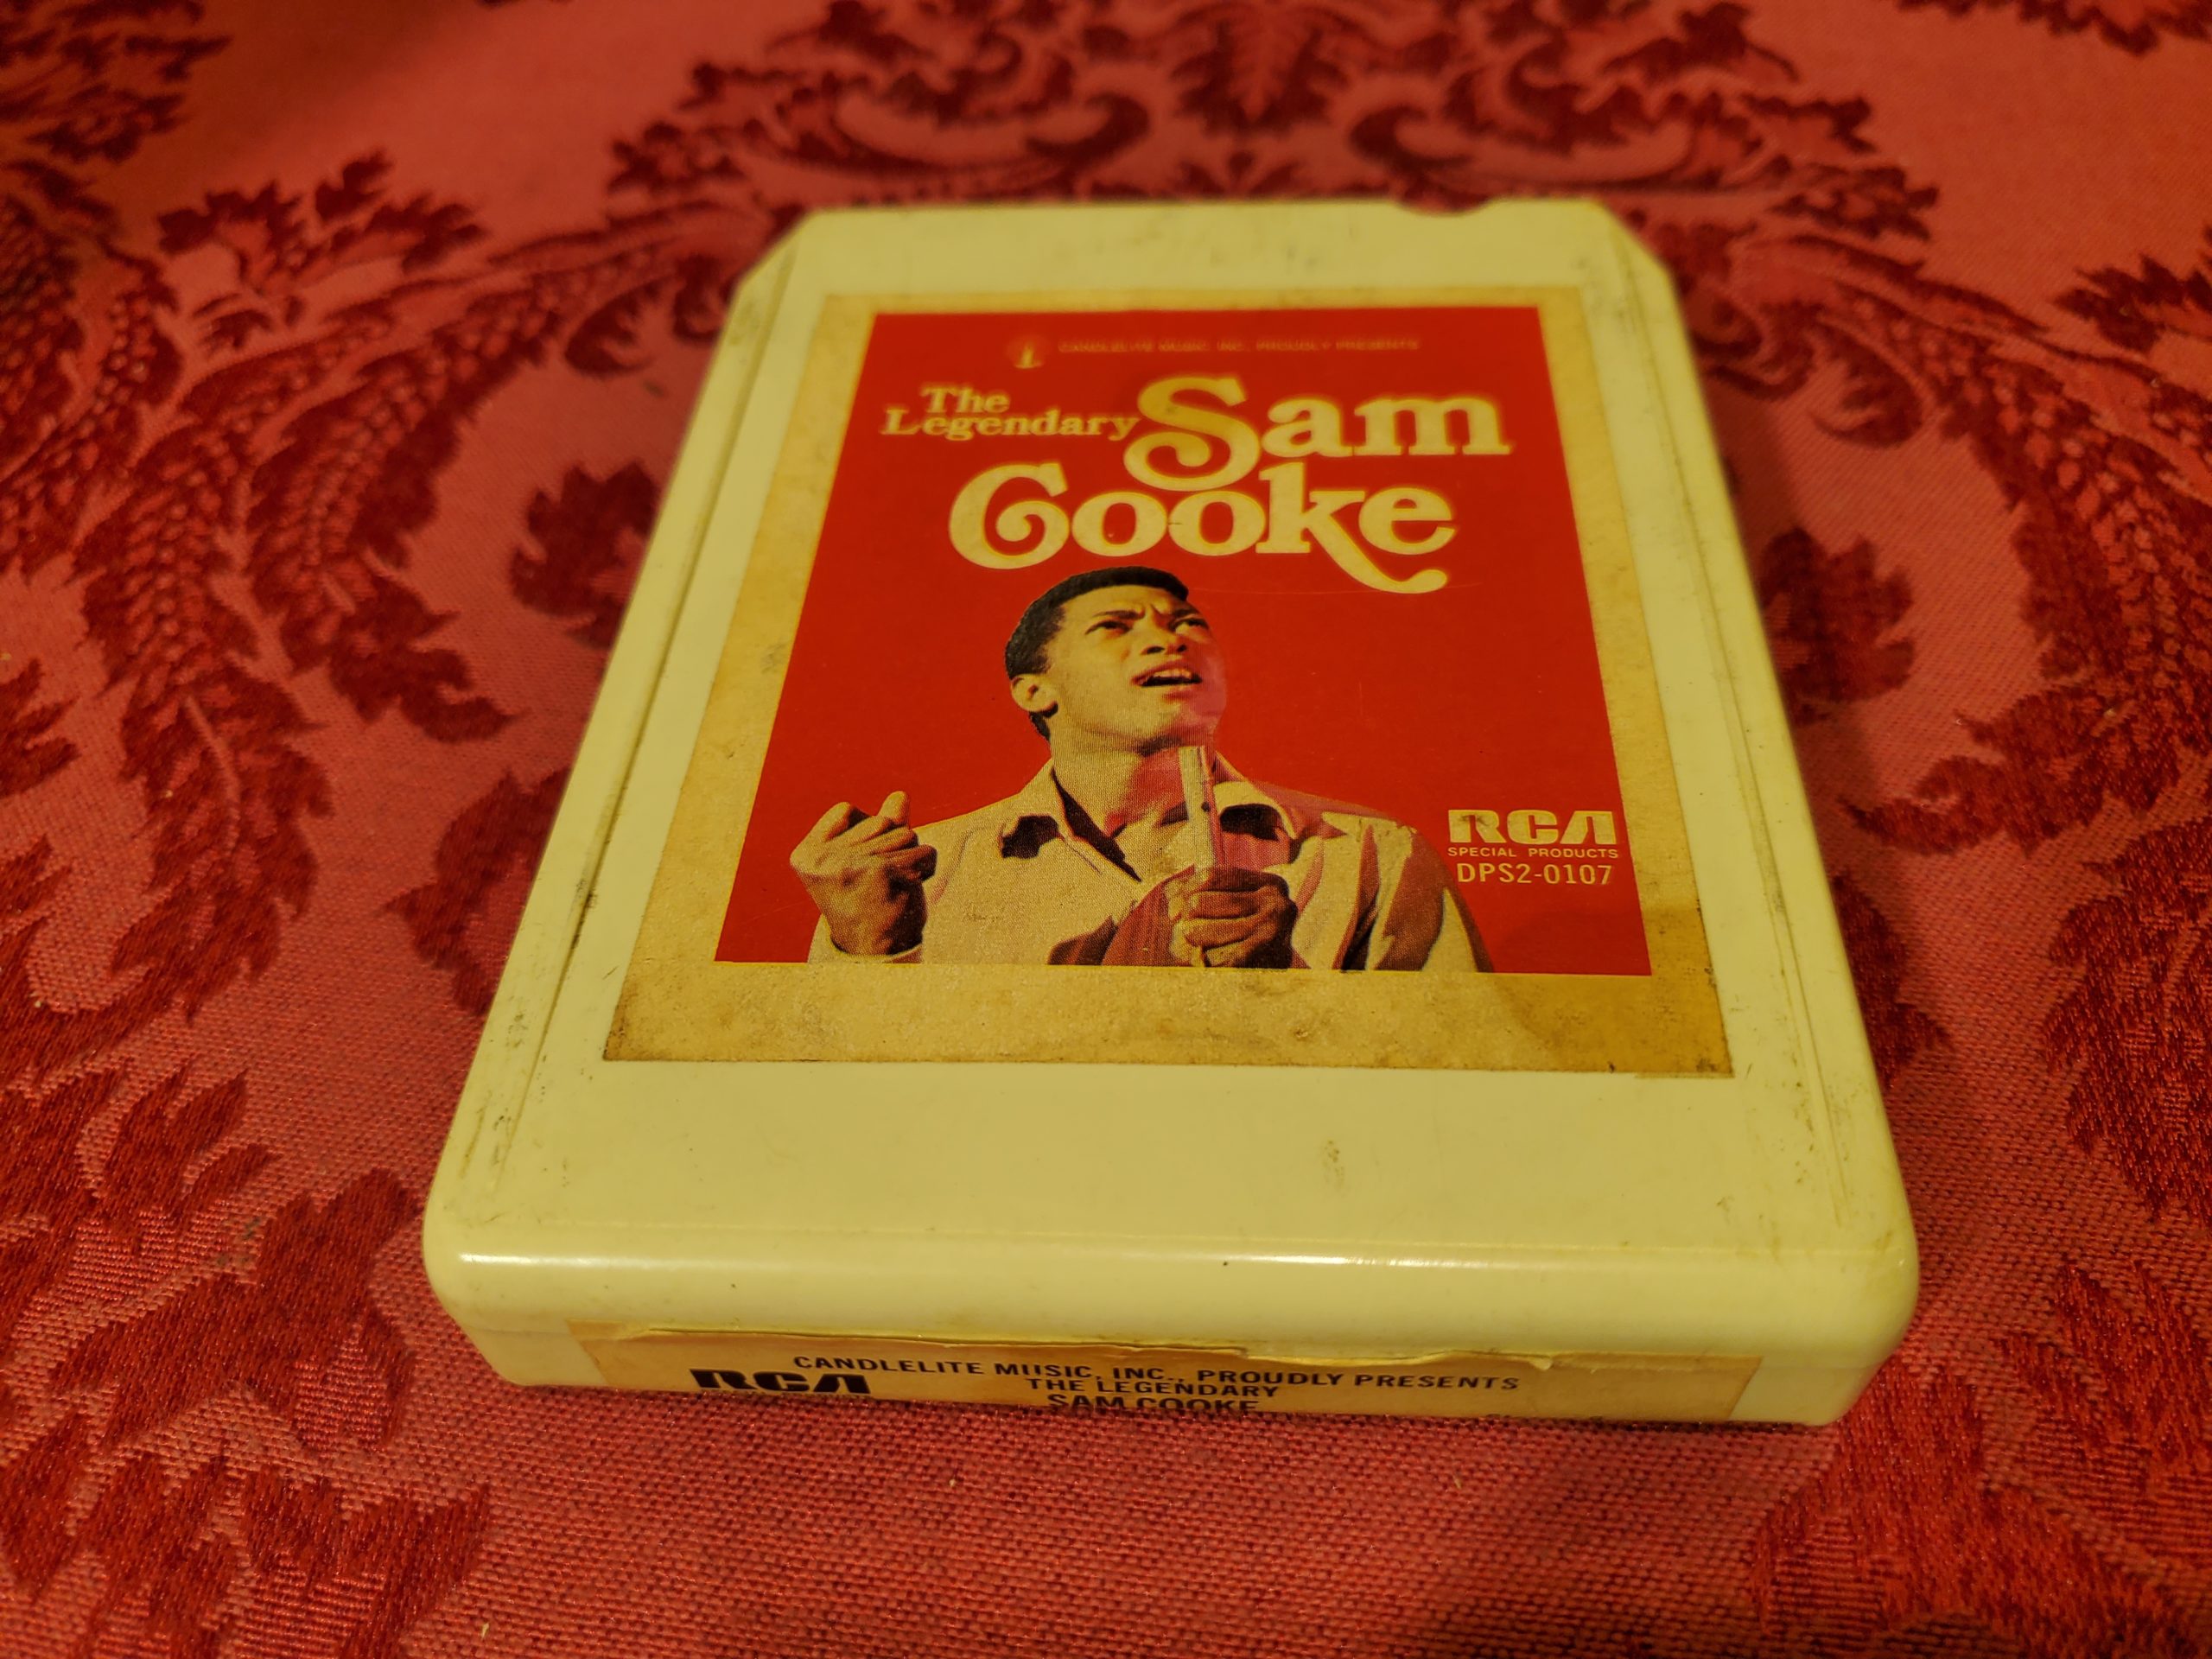 CANDLELITE MUSIC, INC., PROUDLY PRESENTS
The
Legendary Sam
Cooke
RCA
SPECIAL PRODUCTS
DPS2-0107
CANDLELITE MUSIC, INC., PROUDLY PRESENTS
RCA
THE LEGENDARY
SAM COOKE